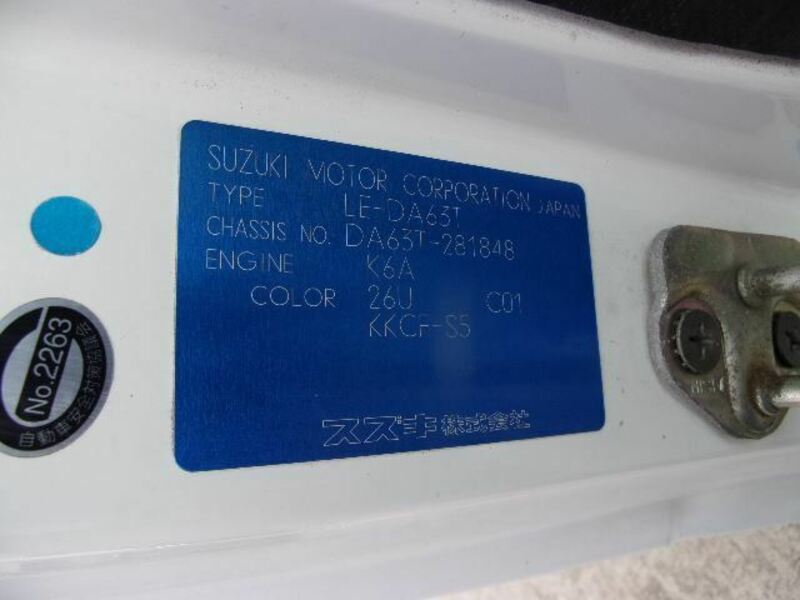 SUZUKI MOTOR CORPORATION JAPAN
TYPE LE-DA63T
CHASSIS NO. DA63T-281848
ENGINE K6A
COLOR 26U C01
KKCF-S5
スズキ株式会社
No.2263